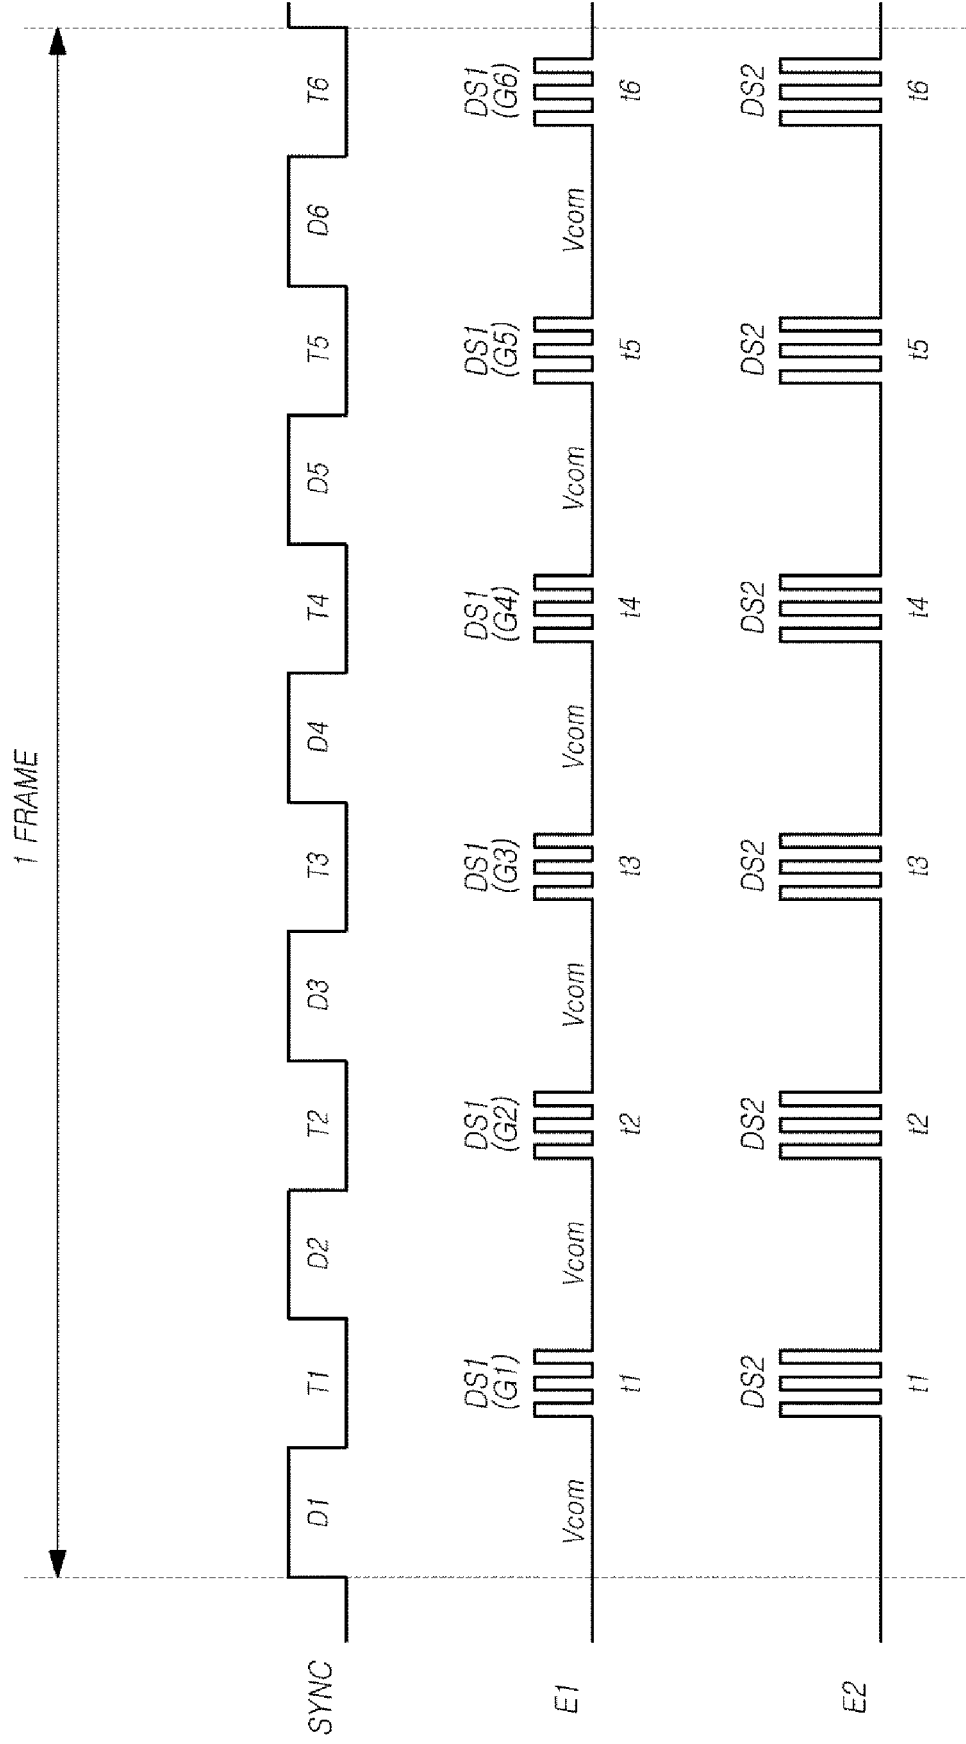 1 FRAME
SYNC D1 T1 D2 T2 D3 T3 D4 T4 D5 T5 D6 T6
DS1 DS1 DS1 DS1 DS1 DS1
(G1) (G2) (G3) (G4) (G5) (G6)
E1 Vcom Vcom Vcom Vcom Vcom Vcom
t1 t2 t3 t4 t5 t6
DS2 DS2 DS2 DS2 DS2 DS2
E2
t1 t2 t3 t4 t5 t6